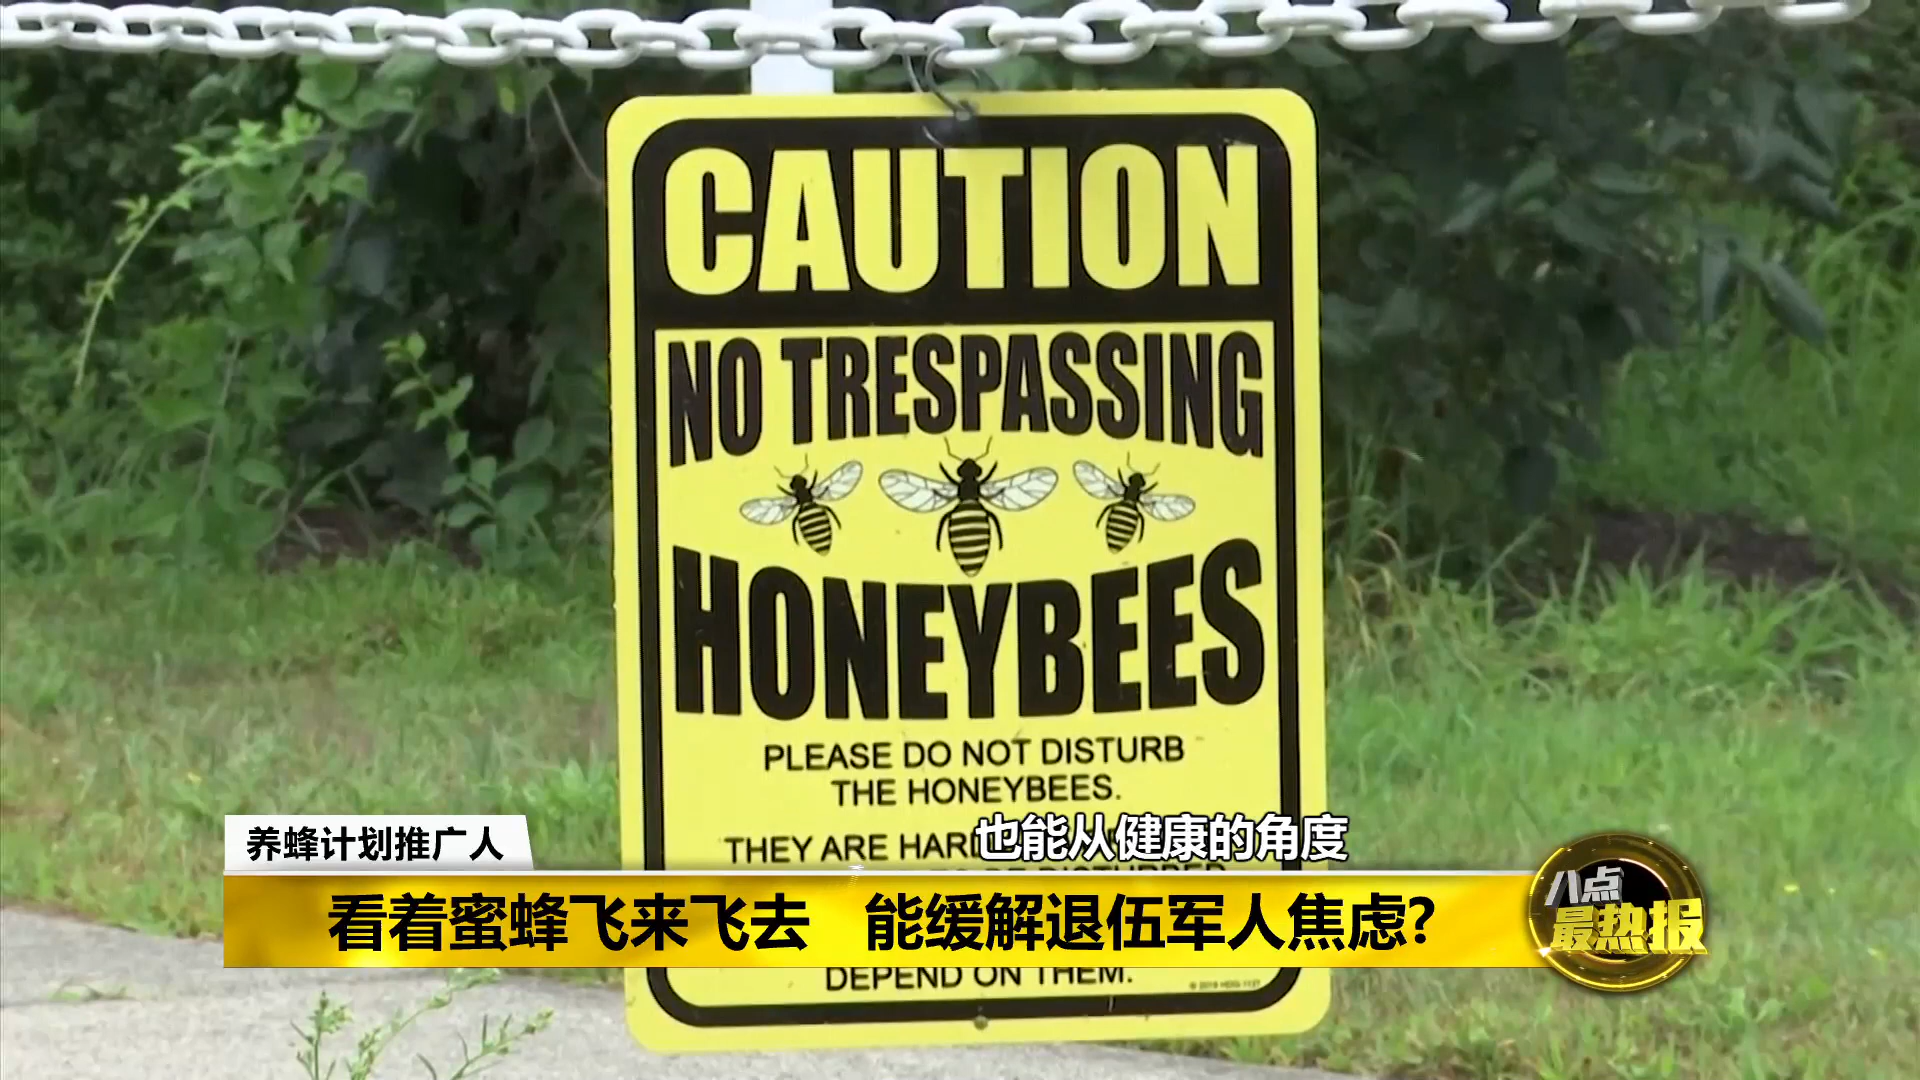 CAUTION
NO TRESPASSING
HONEYBEES
PLEASE DO NOT DISTURB
THE HONEYBEES.
THEY ARE HARD
也能从健康的角度
养蜂计划推广人
看着蜜蜂飞来飞去 能缓解退伍军人焦虑?
八点
最热报
DEPEND ON THEM.